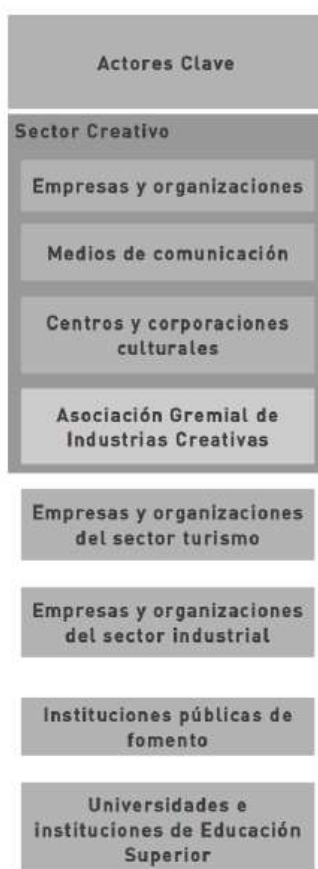 Actores Clave
Sector Creativo
Empresas y organizaciones
Medios de comunicación
Centros y corporaciones
culturales
Asociación Gremial de
Industrias Creativas
Empresas y organizaciones
del sector turismo
Empresas y organizaciones
del sector industrial
Instituciones públicas de
fomento
Universidades e
instituciones de Educación
Superior